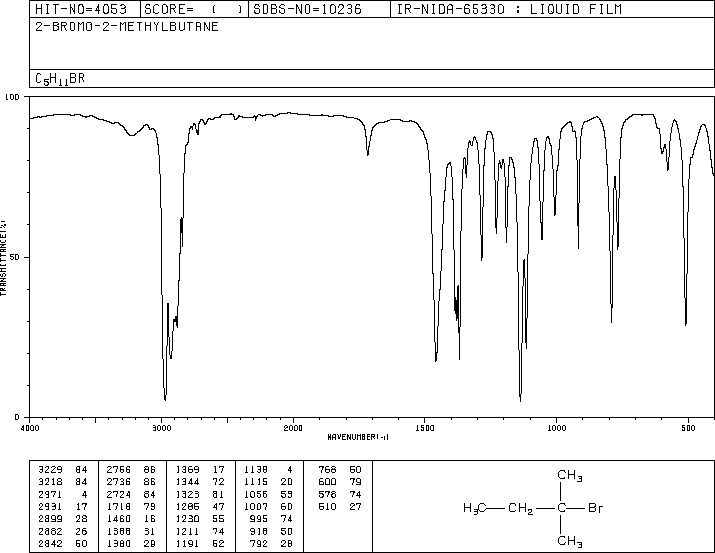 HIT-NO=4053 SCORE= ( ) SDBS-NO=10236 IR-NIDA-65330 : LIQUID FILM
2-BROMO-2-METHYLBUTANE
C5H11BR
100
50
0
TRANSMITTANCE(%)
4000 3000 2000 1500 1000 500
WAVENUMBER(-1)
3229 84 2756 86 1369 17 1138 4 768 50
3218 84 2736 86 1344 72 1115 20 600 79
2971 4 2724 84 1323 81 1056 53 578 74
2931 17 1718 79 1286 47 1007 60 510 27
2899 28 1460 16 1230 55 995 74
2882 26 1388 31 1211 74 918 50
2842 50 1380 29 1191 52 792 28
CH3
H3C CH2 C Br
CH3